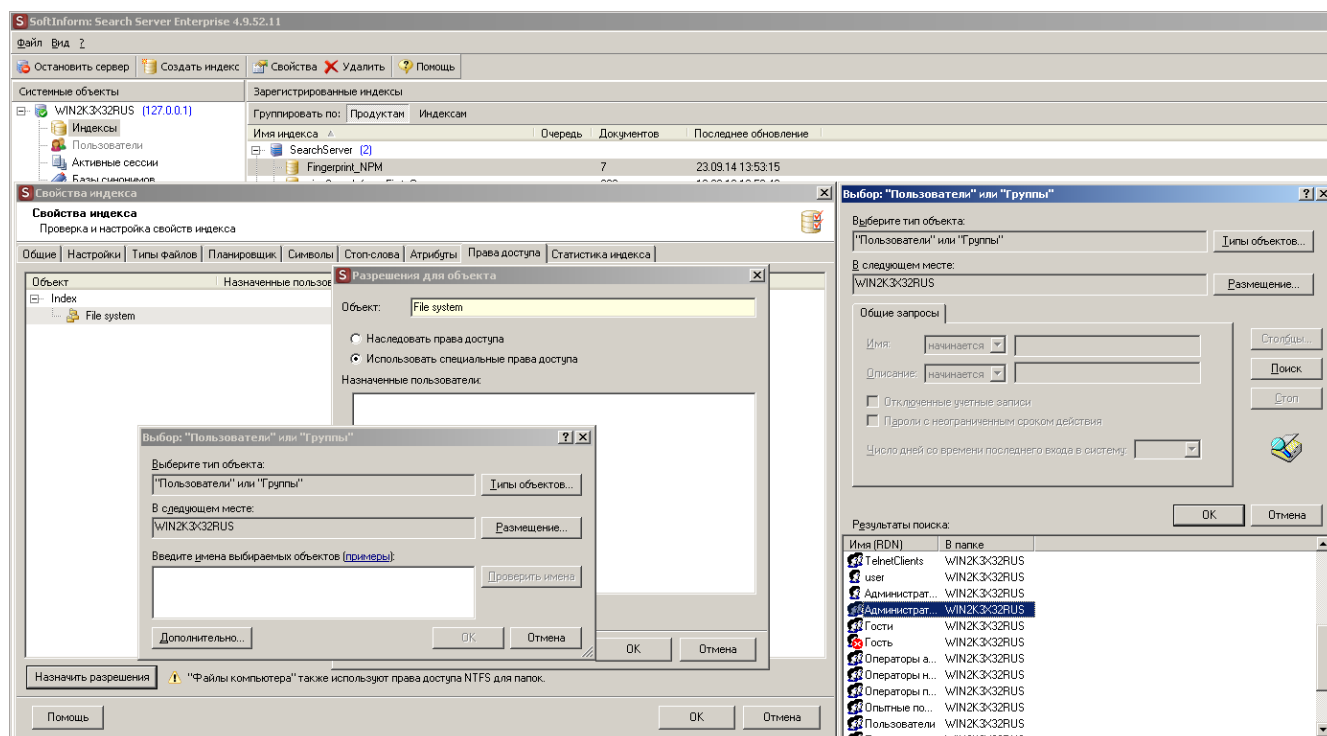 SoftInform: Search Server Enterprise 4.9.52.11
Файл Вид ?
Остановить сервер Создать индекс Свойства Удалить Помощь
Системные объекты
WIN2K3X32RUS (127.0.0.1)
Индексы
Пользователи
Активные сессии
Базы синонимов
Зарегистрированные индексы
Группировать по: Продуктам Индексам
Имя индекса Очередь Документов Последнее обновление
SearchServer (2)
Fingerprint_NPM 7 23.09.14 13:53:15
Свойства индекса
Свойства индекса
Проверка и настройка свойств индекса
Общие Настройки Типы файлов Планировщик Символы Стоп-слова Атрибуты Права доступа Статистика индекса
Объект Назначенные пользов
Index
File system
Разрешения для объекта
Объект: File system
Наследовать права доступа
Использовать специальные права доступа
Назначенные пользователи:
OK Отмена
Выбор: "Пользователи" или "Группы"
Выберите тип объекта:
"Пользователи" или "Группы" Типы объектов...
В следующем месте:
WIN2K3X32RUS Размещение...
Введите имена выбираемых объектов (примеры):
Проверить имена
Дополнительно... OK Отмена
Назначить разрешения "Файлы компьютера" также используют права доступа NTFS для папок.
Помощь OK Отмена
Выбор: "Пользователи" или "Группы"
Выберите тип объекта:
"Пользователи" или "Группы" Типы объектов...
В следующем месте:
WIN2K3X32RUS Размещение...
Общие запросы
Имя: начинается Столбцы...
Описание: начинается Поиск
Отключенные учетные записи Стоп
Пароли с неограниченным сроком действия
Число дней со времени последнего входа в систему:
OK Отмена
Результаты поиска:
Имя (RDN) В папке
TelnetClients WIN2K3X32RUS
user WIN2K3X32RUS
Администрат... WIN2K3X32RUS
Администрат... WIN2K3X32RUS
Гости WIN2K3X32RUS
Гость WIN2K3X32RUS
Операторы а... WIN2K3X32RUS
Операторы н... WIN2K3X32RUS
Операторы п... WIN2K3X32RUS
Опытные по... WIN2K3X32RUS
Пользователи WIN2K3X32RUS